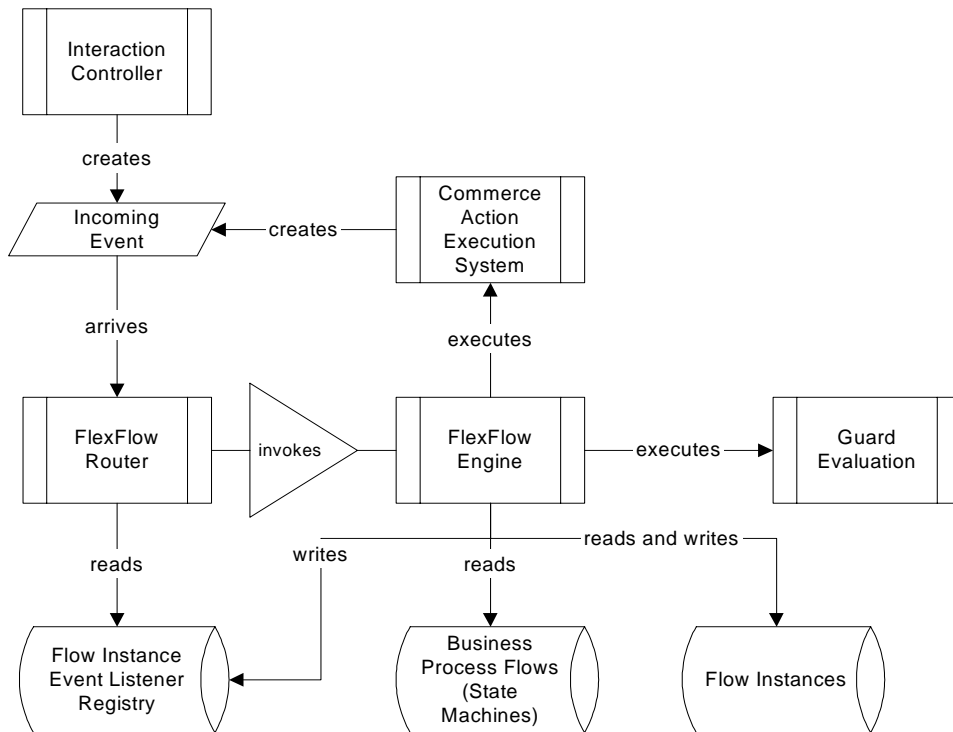 Interaction
Controller
creates
Incoming
Event
creates
Commerce
Action
Execution
System
arrives
executes
FlexFlow
Router
invokes
FlexFlow
Engine
executes
Guard
Evaluation
reads
writes
reads
reads and writes
Flow Instance
Event Listener
Registry
Business
Process Flows
(State
Machines)
Flow Instances